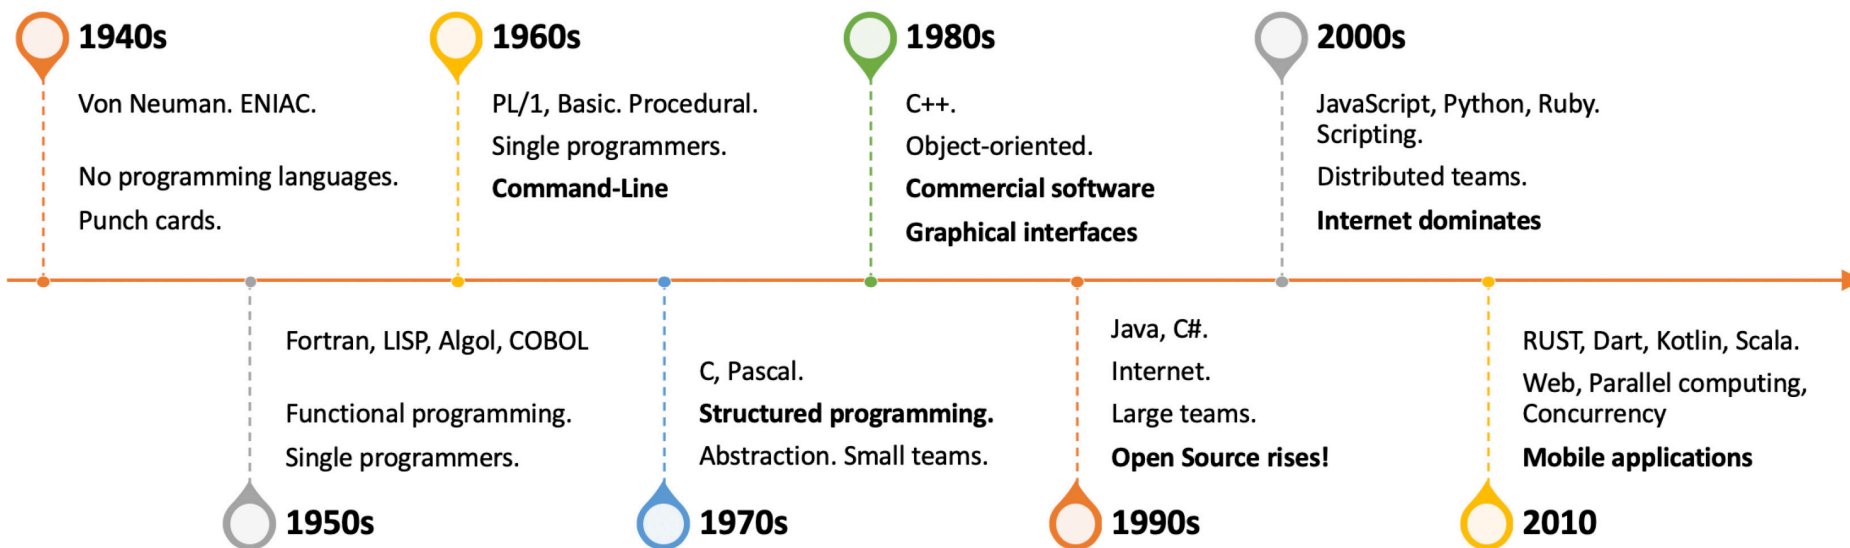 1940s
Von Neuman. ENIAC.
No programming languages.
Punch cards.
1960s
PL/1, Basic. Procedural.
Single programmers.
Command-Line
1980s
C++.
Object-oriented.
Commercial software
Graphical interfaces
2000s
JavaScript, Python, Ruby.
Scripting.
Distributed teams.
Internet dominates
Fortran, LISP, Algol, COBOL
Functional programming.
Single programmers.
1950s
C, Pascal.
Structured programming.
Abstraction. Small teams.
1970s
Java, C#.
Internet.
Large teams.
Open Source rises!
1990s
RUST, Dart, Kotlin, Scala.
Web, Parallel computing,
Concurrency
Mobile applications
2010